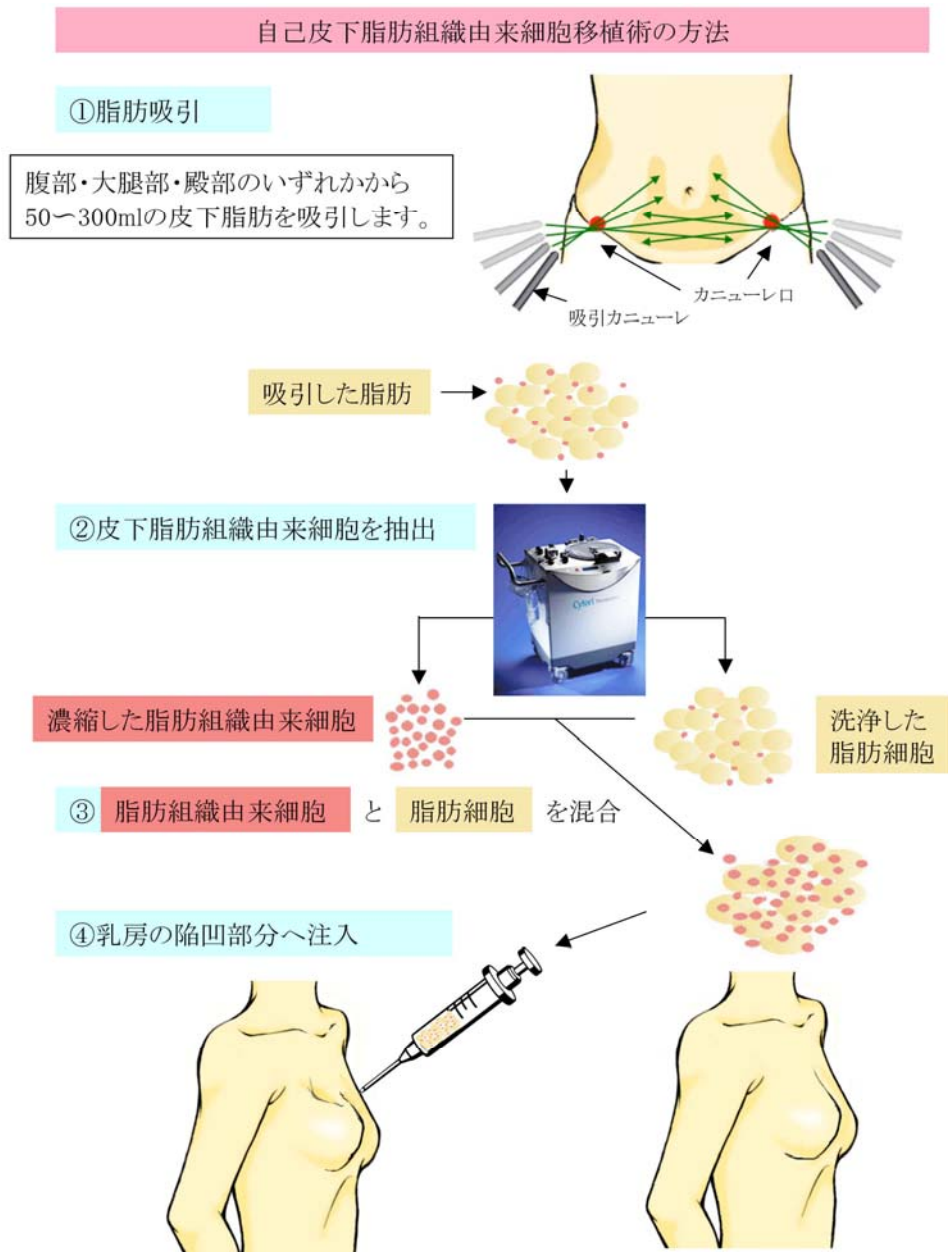 自己皮下脂肪組織由来細胞移植術の方法
①脂肪吸引
腹部・大腿部・殿部のいずれかから
50〜300mlの皮下脂肪を吸引します。
カニューレ口
吸引カニューレ
吸引した脂肪
②皮下脂肪組織由来細胞を抽出
Cytori
濃縮した脂肪組織由来細胞
洗浄した
脂肪細胞
③ 脂肪組織由来細胞 と 脂肪細胞 を混合
④乳房の陥凹部分へ注入